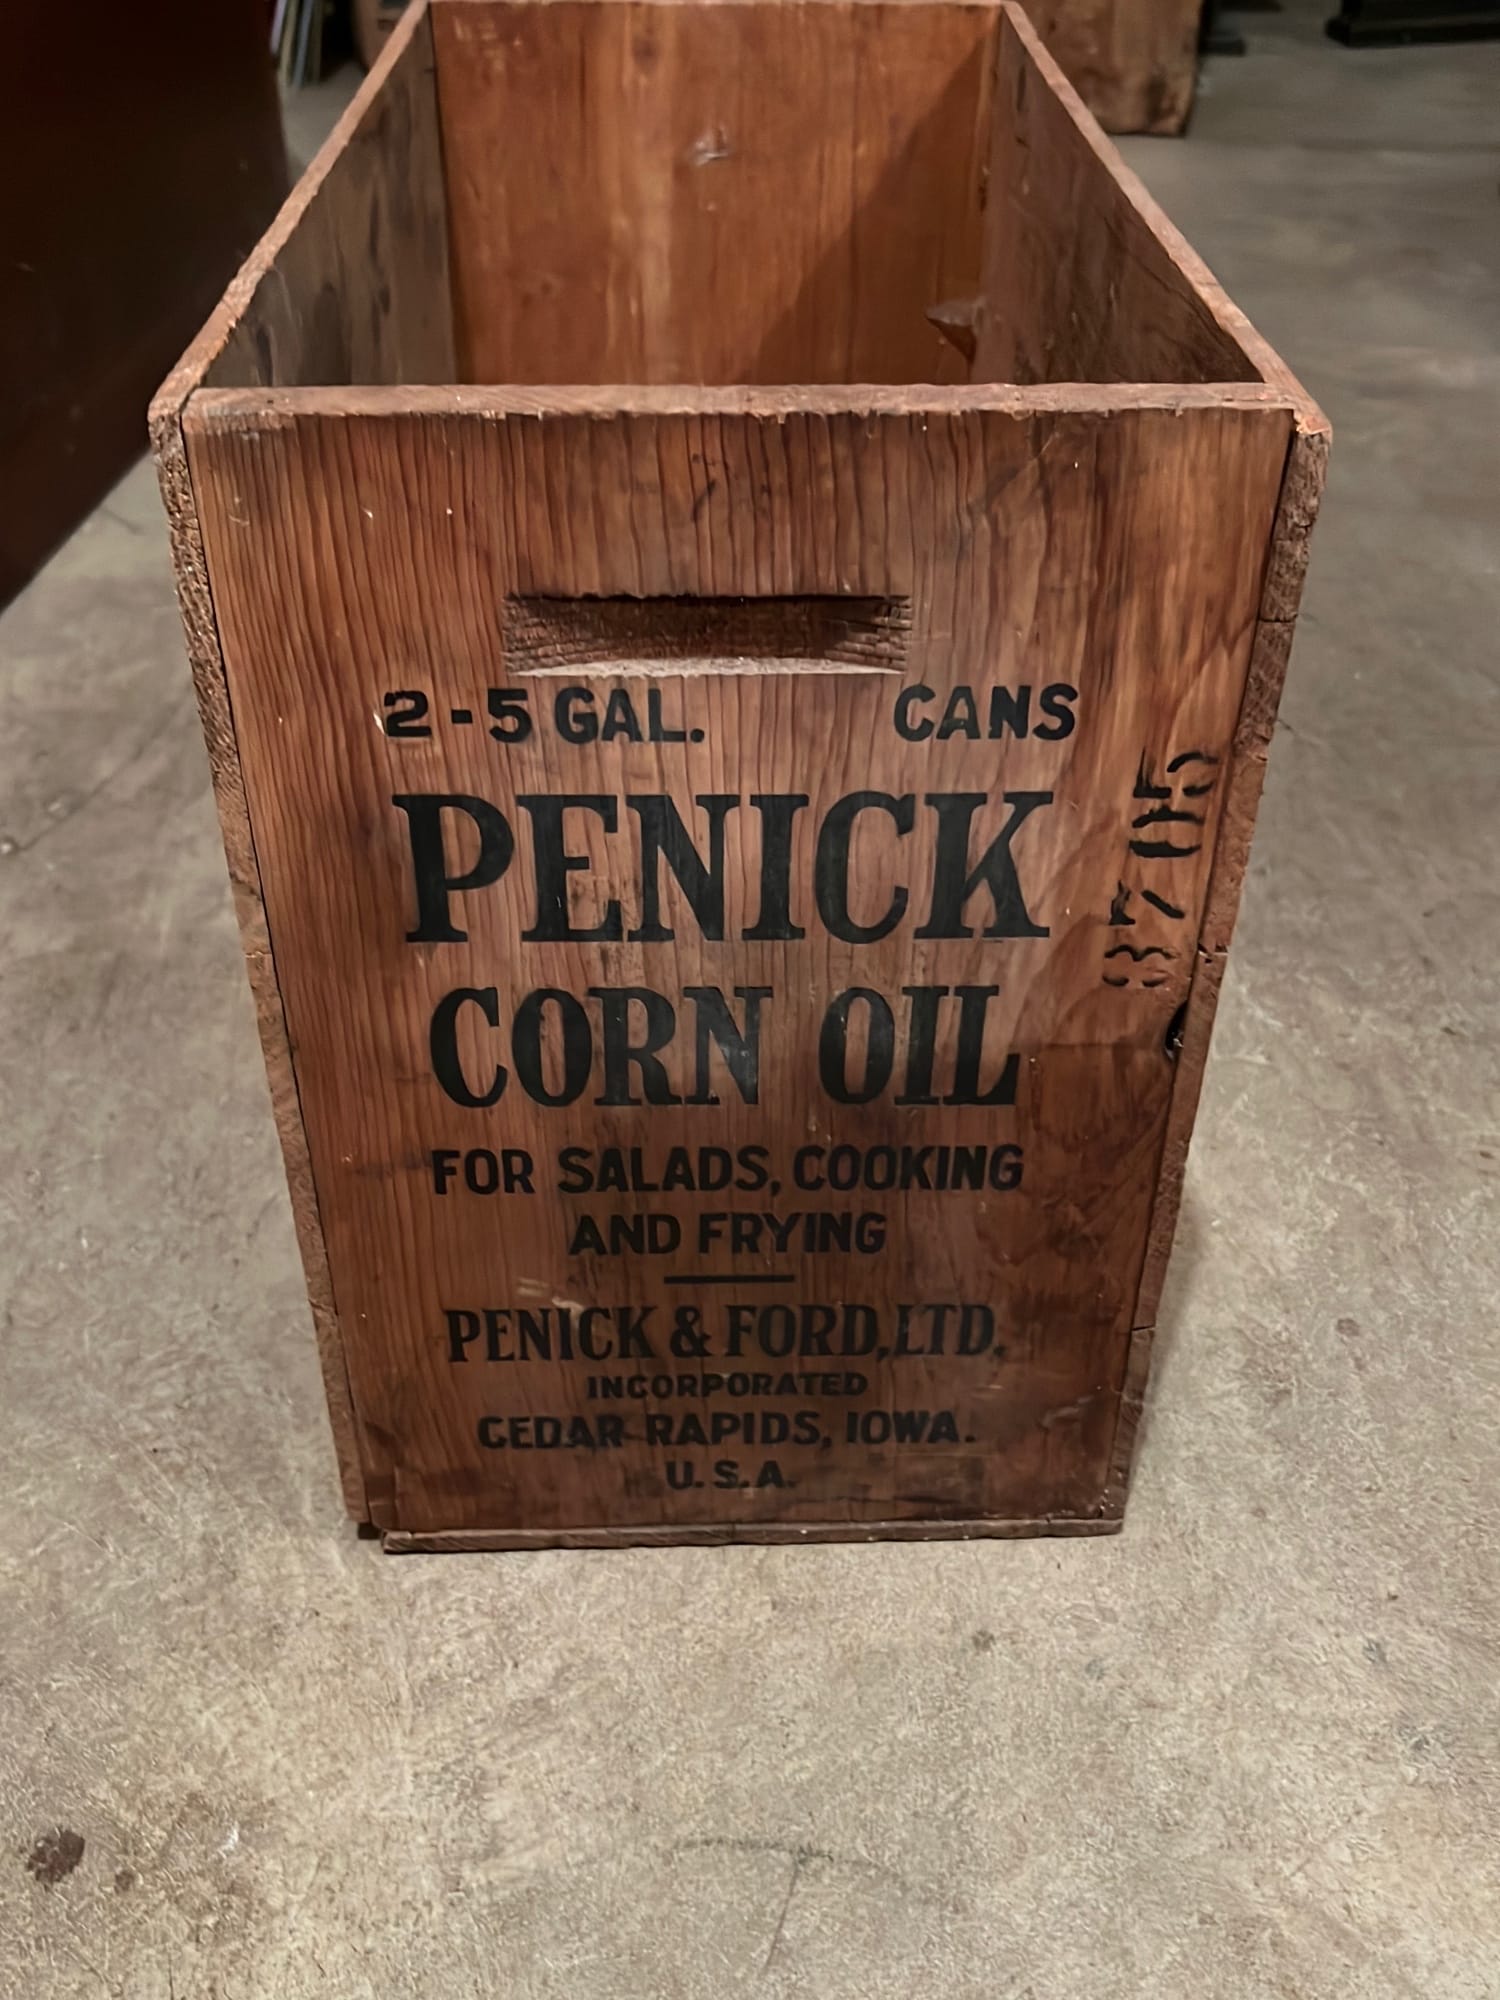 2-5 GAL. CANS
PENICK
CORN OIL
FOR SALADS, COOKING
AND FRYING
PENICK & FORD, LTD.
INCORPORATED
CEDAR RAPIDS, IOWA.
U.S.A.